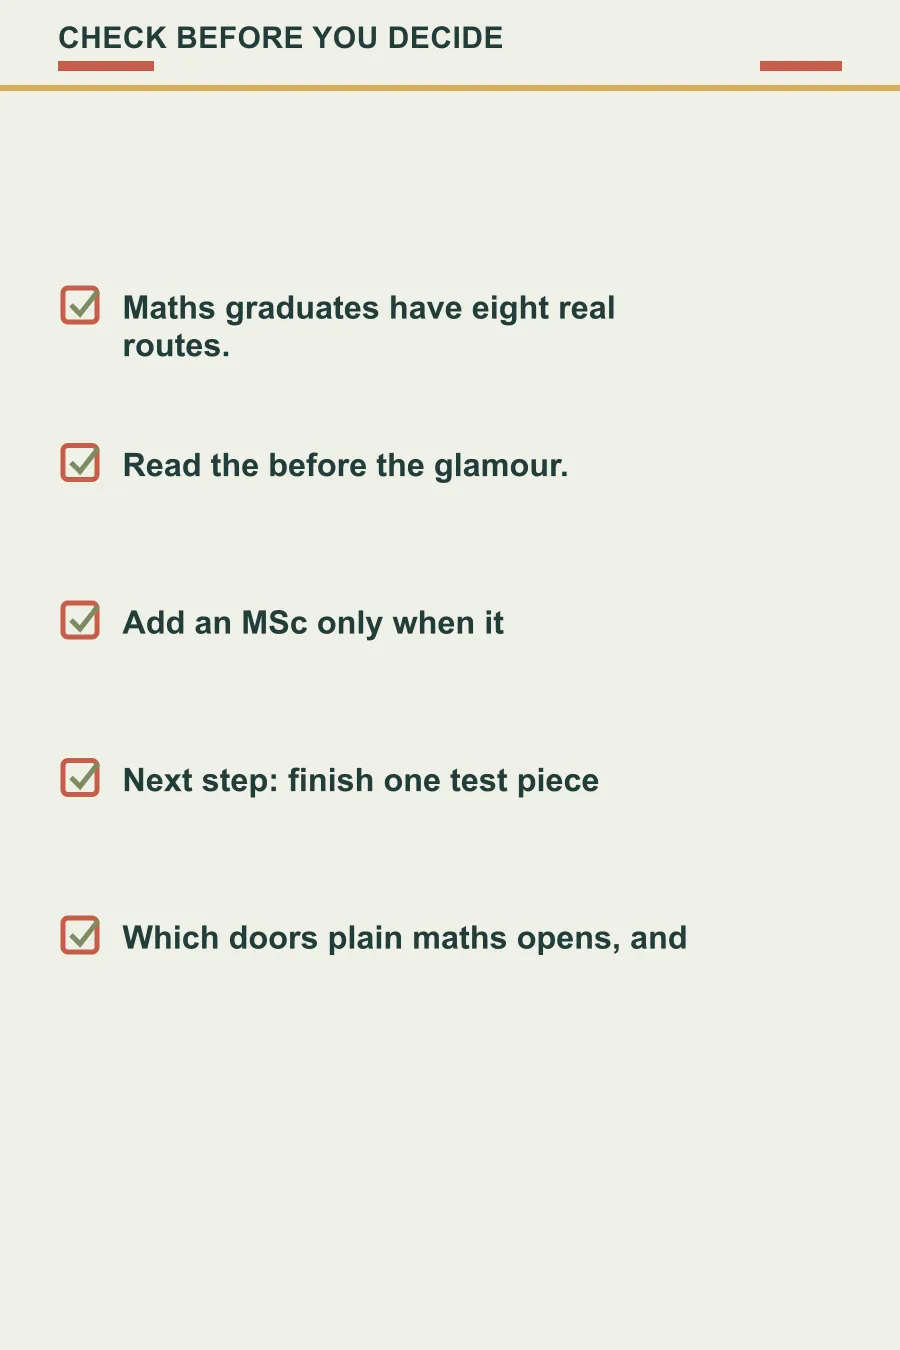 CHECK BEFORE YOU DECIDE
Maths graduates have eight real
routes.
Read the before the glamour.
Add an MSc only when it
Next step: finish one test piece
Which doors plain maths opens, and